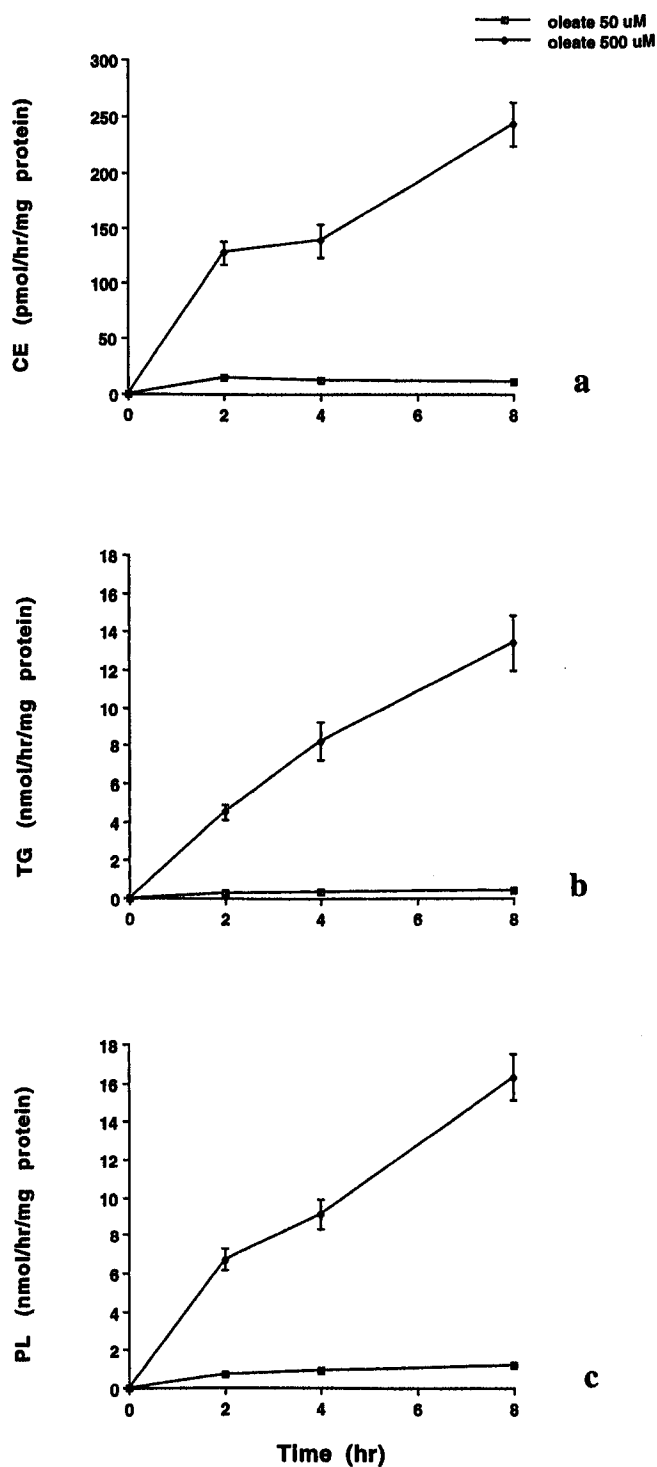 oleate 50 uM
oleate 500 uM
300
250
200
150
100
50
0
CE (pmol/hr/mg protein)
0 2 4 6 8
a
18
16
14
12
10
8
6
4
2
0
TG (nmol/hr/mg protein)
0 2 4 6 8
b
18
16
14
12
10
8
6
4
2
0
PL (nmol/hr/mg protein)
0 2 4 6 8
c
Time (hr)